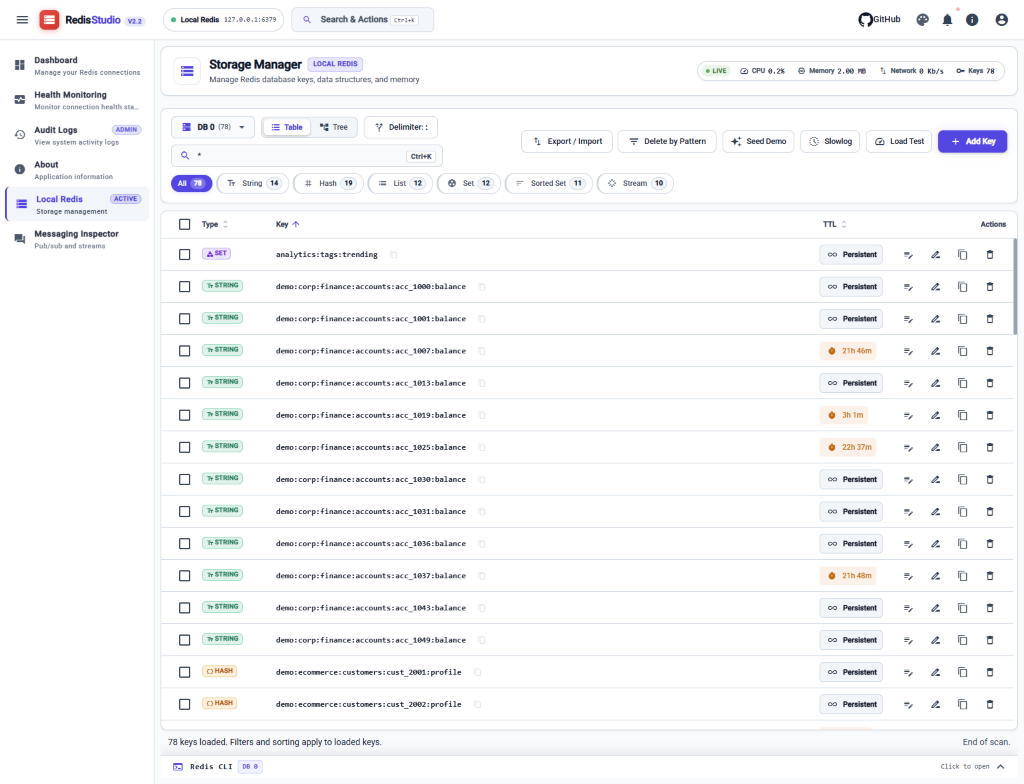 RedisStudio V2.2
Local Redis 127.0.0.1:6379
Search & Actions Ctrl+K
GitHub
Dashboard
Manage your Redis connections
Health Monitoring
Monitor connection health sta...
Audit Logs ADMIN
View system activity logs
About
Application information
Local Redis ACTIVE
Storage management
Messaging Inspector
Pub/sub and streams
Storage Manager LOCAL REDIS
Manage Redis database keys, data structures, and memory
LIVE CPU 0.2% Memory 2.00 MB Network 0 Kb/s Keys 78
DB 0 (78) Table Tree Delimiter: :
* Ctrl+K
Export / Import Delete by Pattern Seed Demo Slowlog Load Test + Add Key
All 78 String 14 Hash 19 List 12 Set 12 Sorted Set 11 Stream 10
Type Key TTL Actions
SET analytics:tags:trending Persistent
STRING demo:corp:finance:accounts:acc_1000:balance Persistent
STRING demo:corp:finance:accounts:acc_1001:balance Persistent
STRING demo:corp:finance:accounts:acc_1007:balance 21h 46m
STRING demo:corp:finance:accounts:acc_1013:balance Persistent
STRING demo:corp:finance:accounts:acc_1019:balance 3h 1m
STRING demo:corp:finance:accounts:acc_1025:balance 22h 37m
STRING demo:corp:finance:accounts:acc_1030:balance Persistent
STRING demo:corp:finance:accounts:acc_1031:balance Persistent
STRING demo:corp:finance:accounts:acc_1036:balance Persistent
STRING demo:corp:finance:accounts:acc_1037:balance 21h 48m
STRING demo:corp:finance:accounts:acc_1043:balance Persistent
STRING demo:corp:finance:accounts:acc_1049:balance Persistent
HASH demo:ecommerce:customers:cust_2001:profile Persistent
HASH demo:ecommerce:customers:cust_2002:profile Persistent
78 keys loaded. Filters and sorting apply to loaded keys. End of scan.
Redis CLI DB 0 Click to open